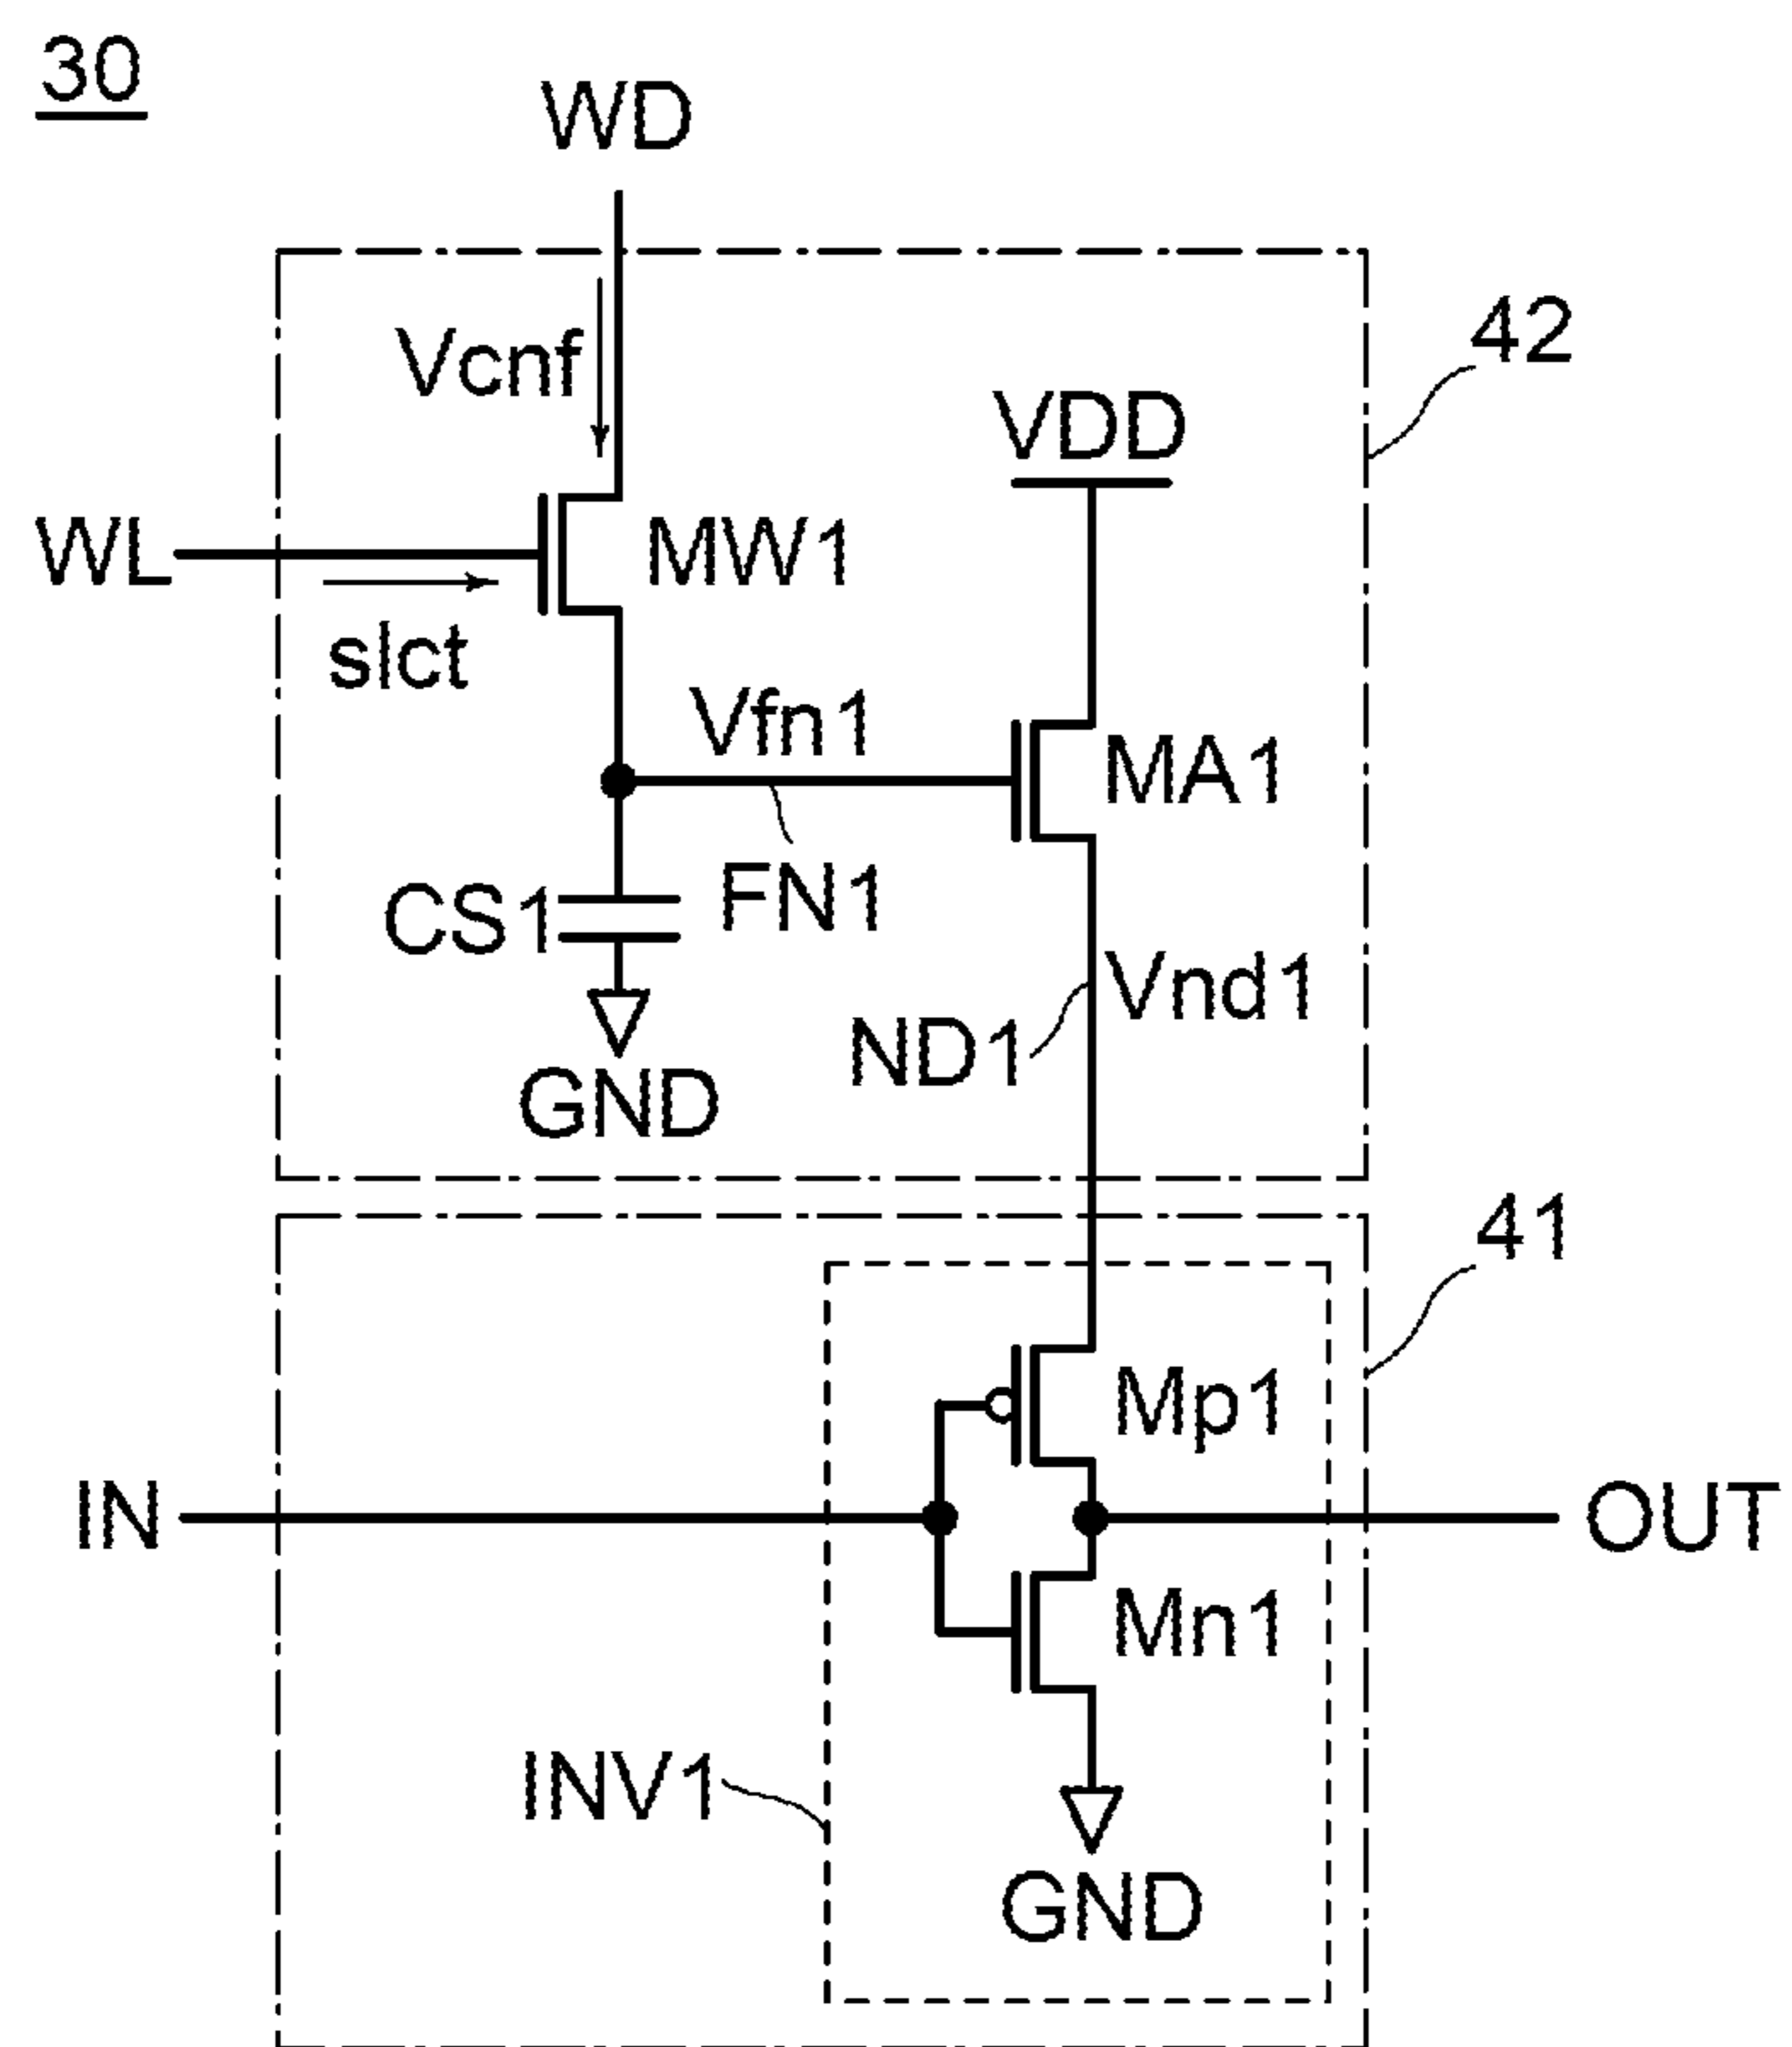 30
WD
42
Vcnf
VDD
WL
MW1
slct
Vfn1
MA1
CS1
FN1
Vnd1
ND1
GND
41
Mp1
IN
OUT
Mn1
INV1
GND